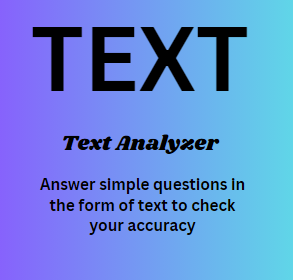 TEXT
Text Analyzer
Answer simple questions in
the form of text to check
your accuracy